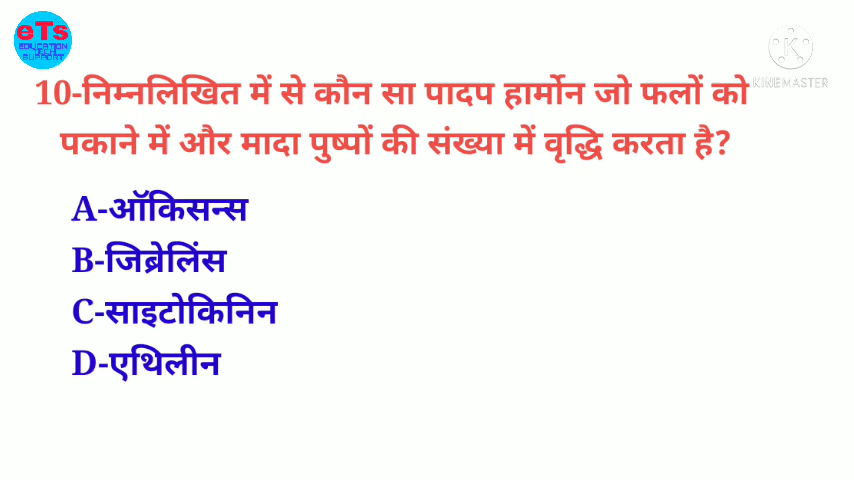 eTs
EDUCATION
TECH
SUPPORT
K
KINEMASTER
10-निम्नलिखित में से कौन सा पादप हार्मोन जो फलों को
पकाने में और मादा पुष्पों की संख्या में वृद्धि करता है?
A-ऑकिसन्स
B-जिब्रेलिंस
C-साइटोकिनिन
D-एथिलीन